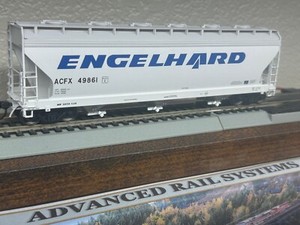 ENGELHARD
ACFX 49861
ADVANCED RAIL SYSTEMS